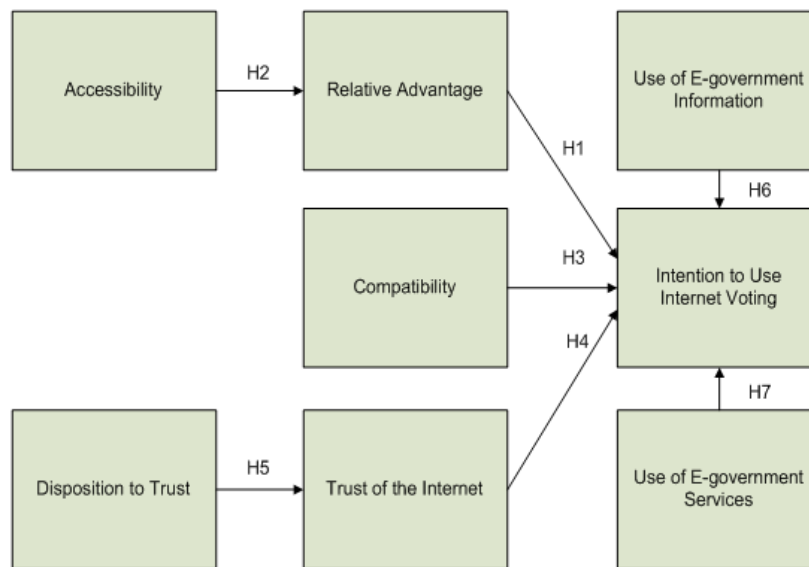 Accessibility
H2
Relative Advantage
Use of E-government
Information
H1
H6
Compatibility
H3
Intention to Use
Internet Voting
H4
H7
Disposition to Trust
H5
Trust of the Internet
Use of E-government
Services